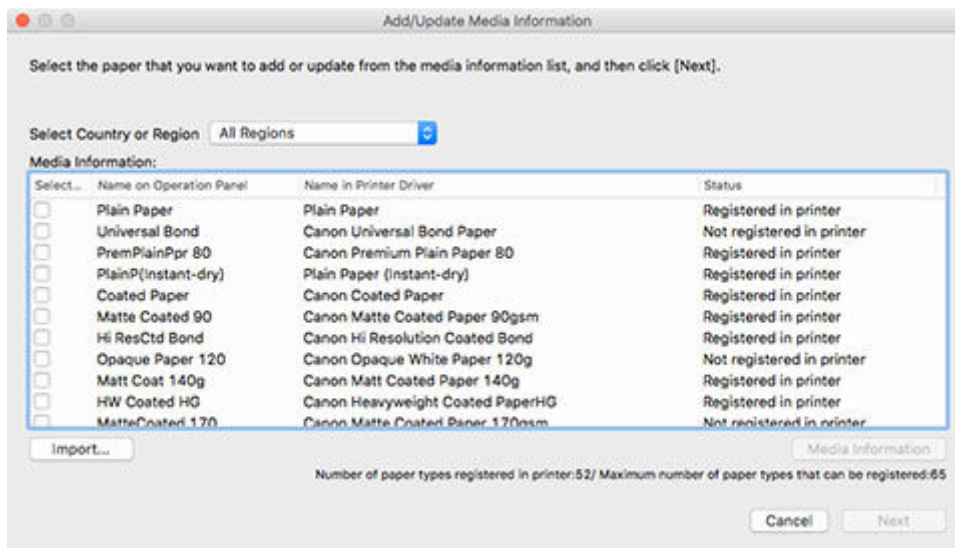 Add/Update Media Information
Select the paper that you want to add or update from the media information list, and then click [Next].
Select Country or Region All Regions
Media Information:
Select... Name on Operation Panel Name in Printer Driver Status
Plain Paper Plain Paper Registered in printer
Universal Bond Canon Universal Bond Paper Not registered in printer
PremPlainPpr 80 Canon Premium Plain Paper 80 Registered in printer
PlainP(Instant-dry) Plain Paper (Instant-dry) Registered in printer
Coated Paper Canon Coated Paper Registered in printer
Matte Coated 90 Canon Matte Coated Paper 90gsm Registered in printer
Hi ResCtd Bond Canon Hi Resolution Coated Bond Registered in printer
Opaque Paper 120 Canon Opaque White Paper 120g Not registered in printer
Matt Coat 140g Canon Matt Coated Paper 140g Registered in printer
HW Coated HG Canon Heavyweight Coated PaperHG Registered in printer
MatteCoated 170 Canon Matte Coated Paper 170gsm Not registered in printer
Import... Media Information
Number of paper types registered in printer:52/ Maximum number of paper types that can be registered:65
Cancel Next